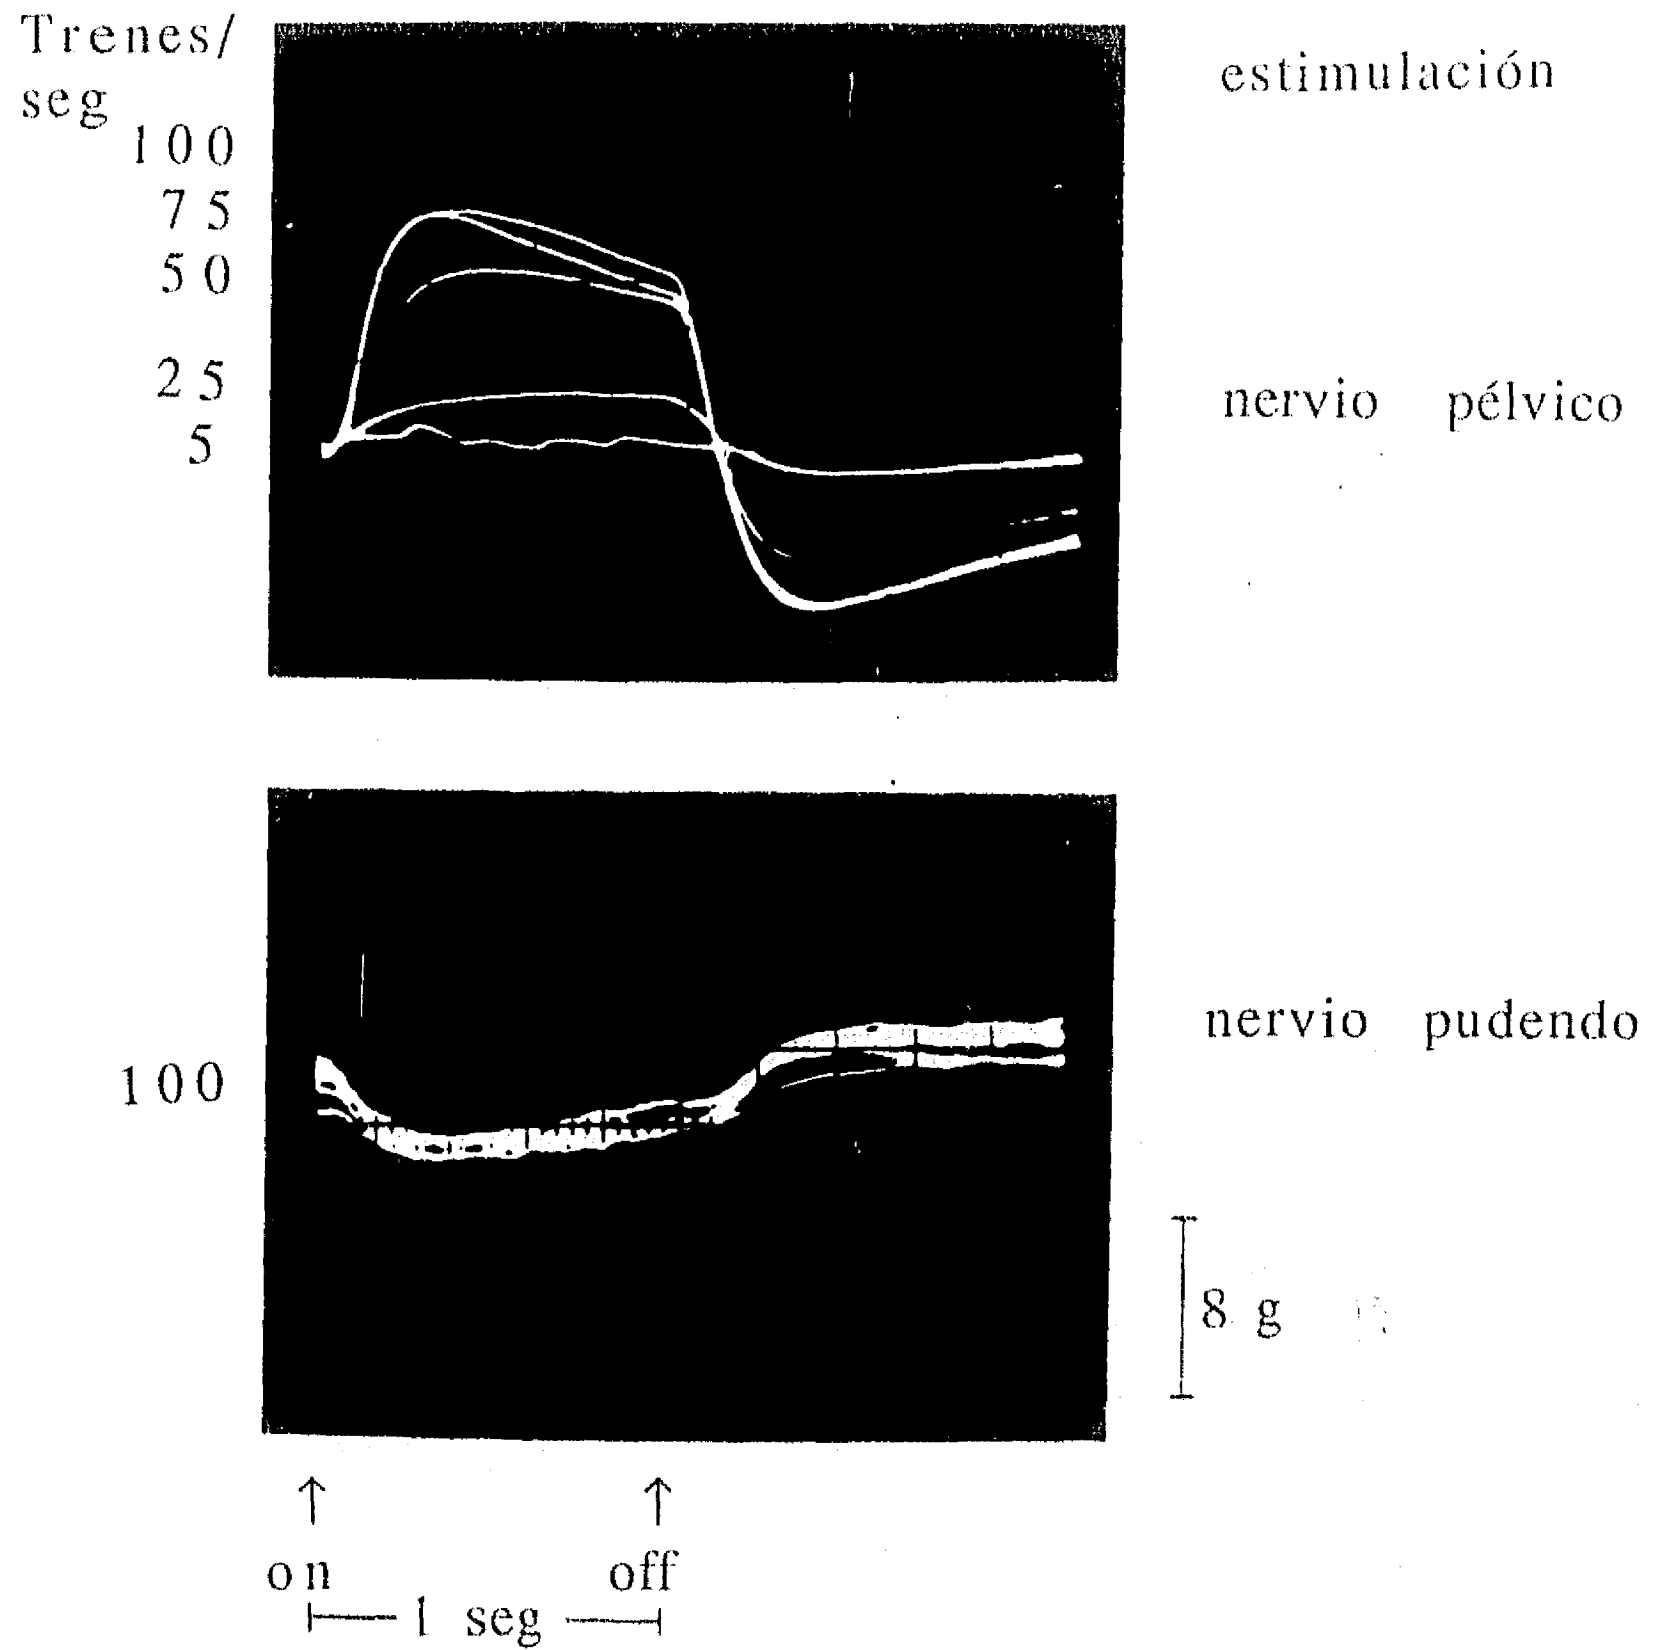 Trenes/
seg
estimulación
100
75
50
25
nervio pélvico
5
nervio pudendo
100
8 g
on off
1 seg